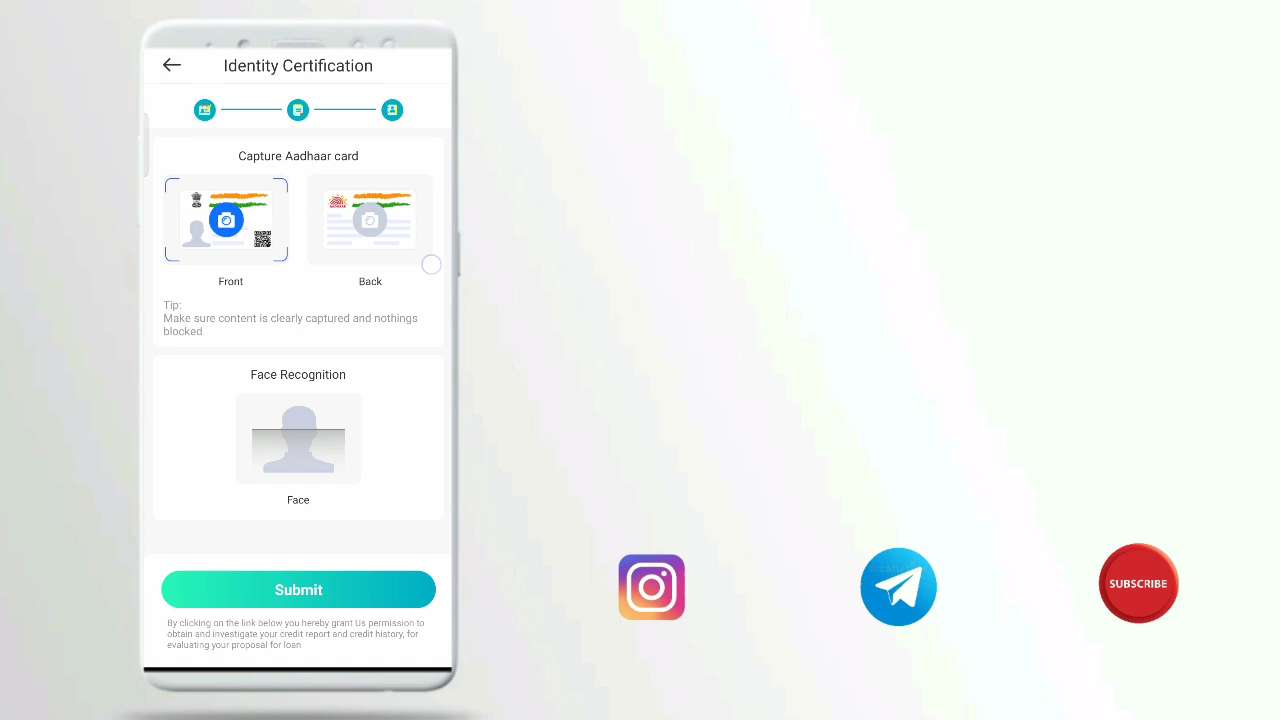 Identity Certification
Capture Aadhaar card
Front
Back
Tip:
Make sure content is clearly captured and nothings
blocked
Face Recognition
Face
Submit
By clicking on the link below you hereby grant Us permission to
obtain and investigate your credit report and credit history, for
evaluating your proposal for loan
SUBSCRIBE